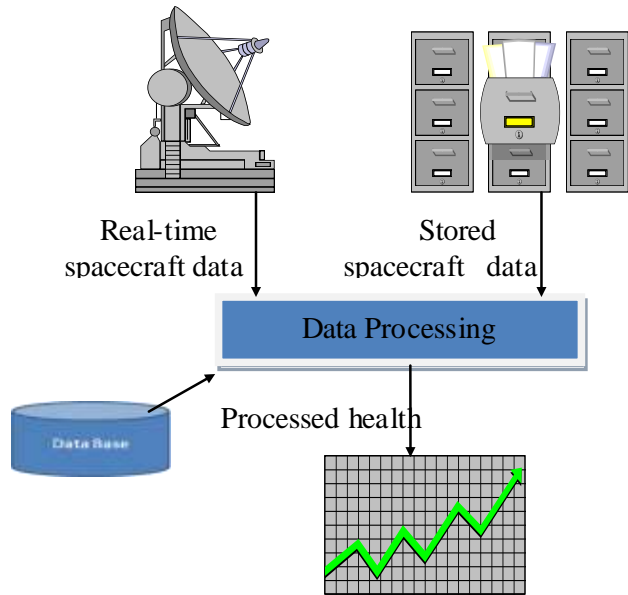 Real-time
spacecraft data
Stored
spacecraft data
Data Processing
Data Base
Processed health